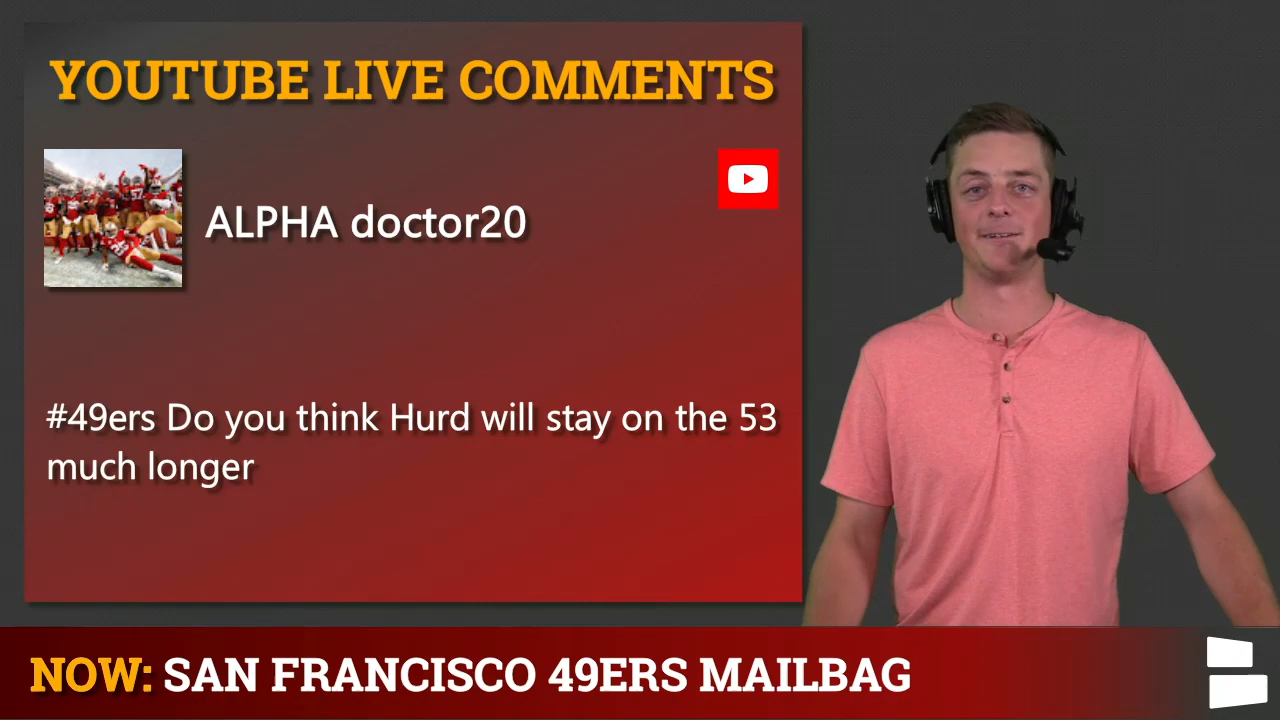 YOUTUBE LIVE COMMENTS
ALPHA doctor20
#49ers Do you think Hurd will stay on the 53
much longer
NOW: SAN FRANCISCO 49ERS MAILBAG